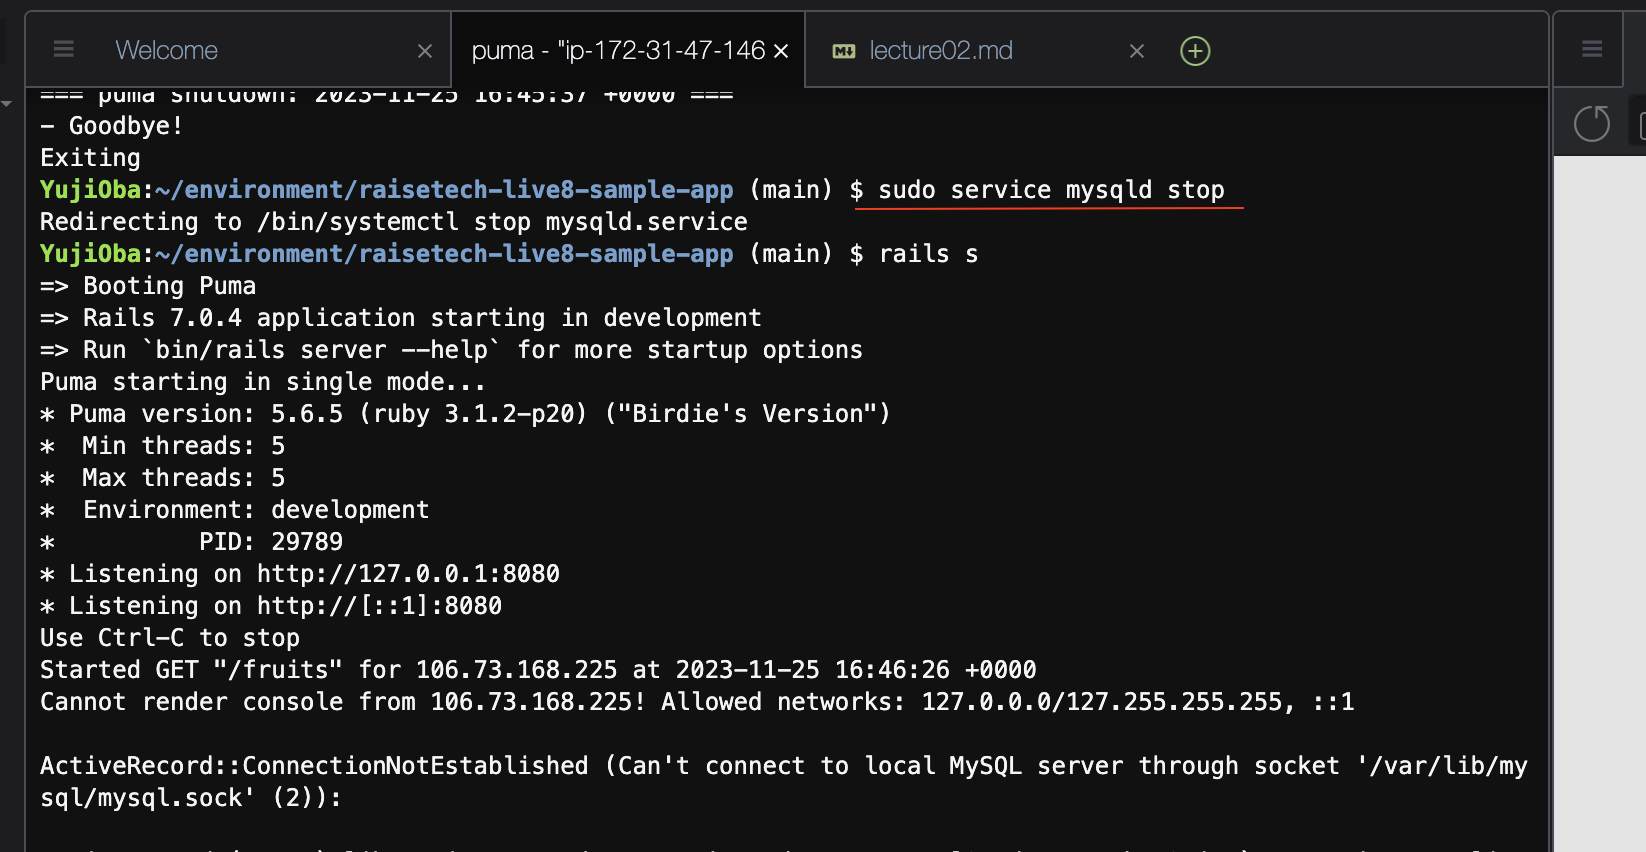 Welcome
puma - "ip-172-31-47-146
lecture02.md
=== puma shutdown: 2023-11-25 16:45:37 +0000 ===
- Goodbye!
Exiting
YujiOba:~/environment/raisetech-live8-sample-app (main) $ sudo service mysqld stop
Redirecting to /bin/systemctl stop mysqld.service
YujiOba:~/environment/raisetech-live8-sample-app (main) $ rails s
=> Booting Puma
=> Rails 7.0.4 application starting in development
=> Run `bin/rails server --help` for more startup options
Puma starting in single mode...
* Puma version: 5.6.5 (ruby 3.1.2-p20) ("Birdie's Version")
*  Min threads: 5
*  Max threads: 5
*  Environment: development
*          PID: 29789
* Listening on http://127.0.0.1:8080
* Listening on http://[::1]:8080
Use Ctrl-C to stop
Started GET "/fruits" for 106.73.168.225 at 2023-11-25 16:46:26 +0000
Cannot render console from 106.73.168.225! Allowed networks: 127.0.0.0/127.255.255.255, ::1
ActiveRecord::ConnectionNotEstablished (Can't connect to local MySQL server through socket '/var/lib/my
sql/mysql.sock' (2)):